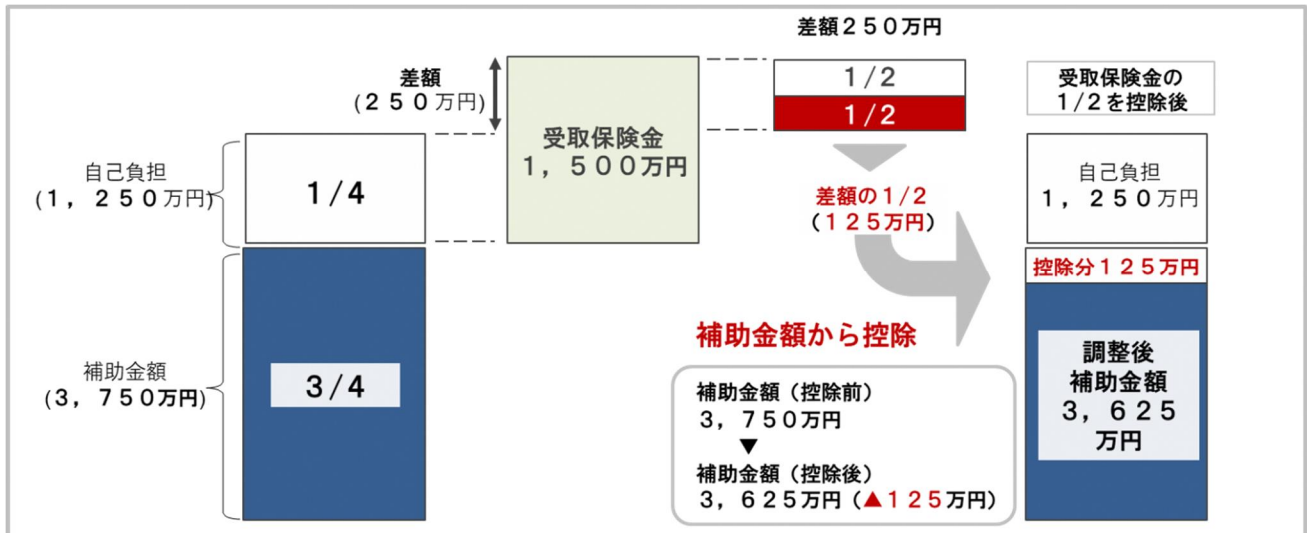 差額
(２５０万円)
自己負担
(１，２５０万円)
1/4
補助金額
(３，７５０万円)
3/4
受取保険金
１，５００万円
差額２５０万円
1/2
1/2
差額の1/2
(１２５万円)
補助金額から控除
補助金額（控除前）
３，７５０万円
▼
補助金額（控除後）
３，６２５万円（▲１２５万円）
受取保険金の
1/2を控除後
自己負担
１，２５０万円
控除分１２５万円
調整後
補助金額
３，６２５
万円